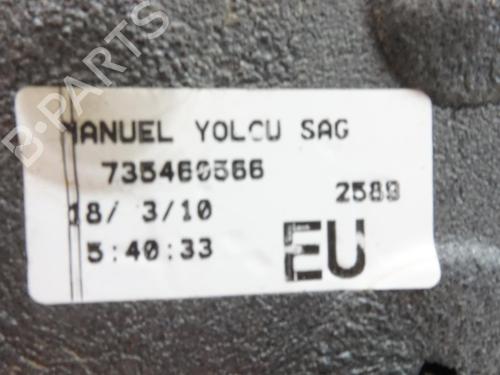 B-PARTS
MANUEL YOLCU SAG
735460566
2589
18/ 3/10
5:40:33
EU